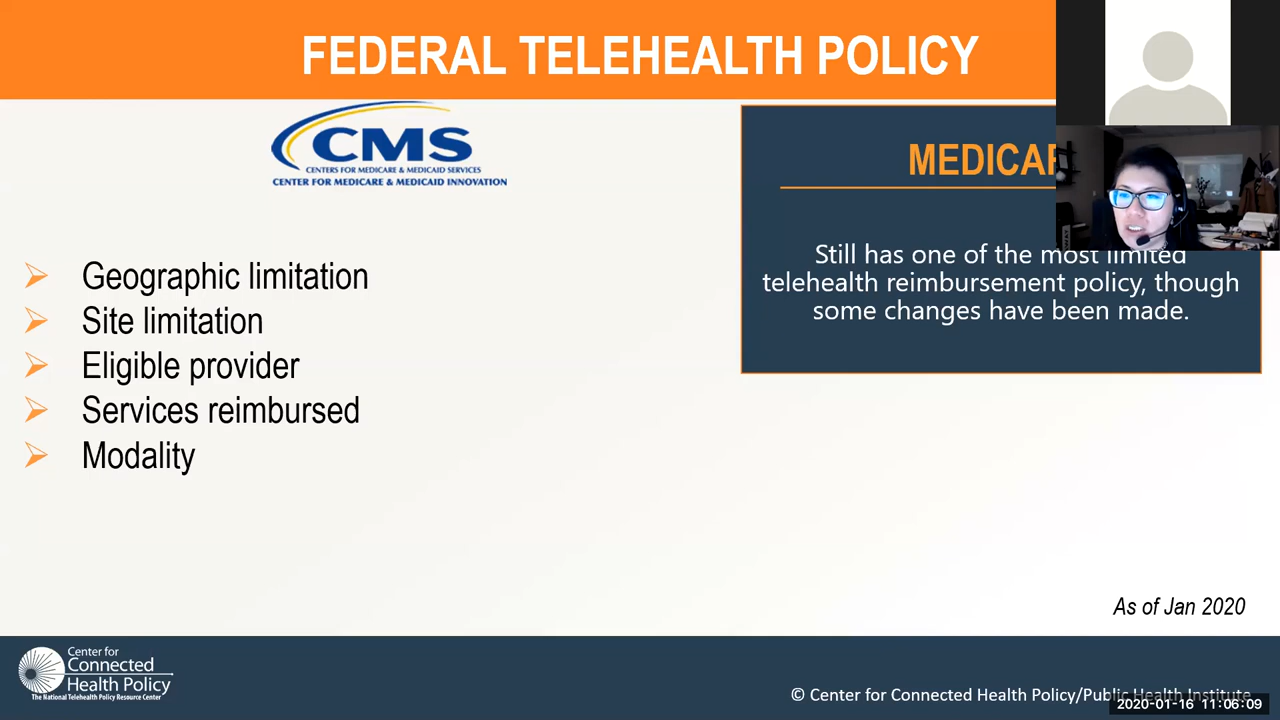 FEDERAL TELEHEALTH POLICY
CMS
CENTERS FOR MEDICARE & MEDICAID SERVICES
CENTER FOR MEDICARE & MEDICAID INNOVATION
Geographic limitation
Site limitation
Eligible provider
Services reimbursed
Modality
Still has one of the most limited
telehealth reimbursement policy, though
some changes have been made.
As of Jan 2020
Center for
Connected
Health Policy
The National Telehealth Policy Resource Center
© Center for Connected Health Policy/Public Health Institute
2020-01-16 11:06:09